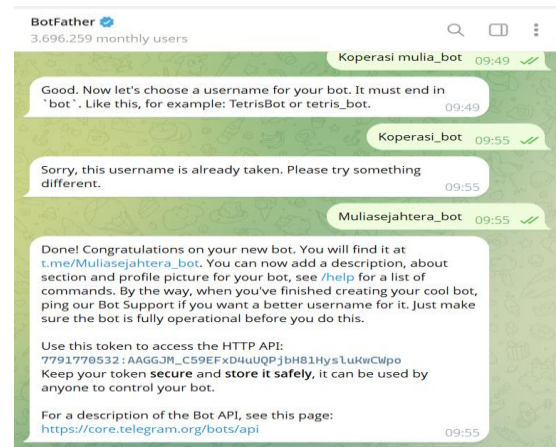 BotFather
3.696.259 monthly users
Koperasi mulia_bot 09:49
Good. Now let's choose a username for your bot. It must end in
`bot`. Like this, for example: TetrisBot or tetris_bot.
09:49
Koperasi_bot 09:55
Sorry, this username is already taken. Please try something
different.
09:55
Muliasejahtera_bot 09:55
Done! Congratulations on your new bot. You will find it at
t.me/Muliasejahtera_bot. You can now add a description, about
section and profile picture for your bot, see /help for a list of
commands. By the way, when you've finished creating your cool bot,
ping our Bot Support if you want a better username for it. Just make
sure the bot is fully operational before you do this.
Use this token to access the HTTP API:
7791770532:AAGGJM_C59EFxD4uUQPjbH81HysluKwCWpo
Keep your token secure and store it safely, it can be used by
anyone to control your bot.
For a description of the Bot API, see this page:
https://core.telegram.org/bots/api
09:55